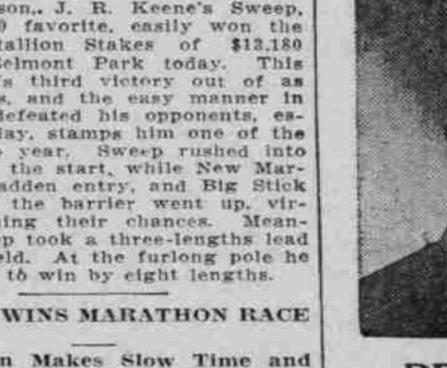 son,. J. R. Keene's Sweep,
0 favorite, easily won the
tallion Stakes of $13,180
Belmont Park today. This
s third victory out of as
s, and the easy manner in
defeated his opponents, es-
day, stamps him one of the
year. Sweep rushed into
the start, while New Mar-
adden entry, and Big Stick
the barrier went up, vir-
ing their chances. Mean-
ep took a three-lengths lead
eld. At the furlong pole he
to win by eight lengths.
WINS MARATHON RACE
n Makes Slow Time and